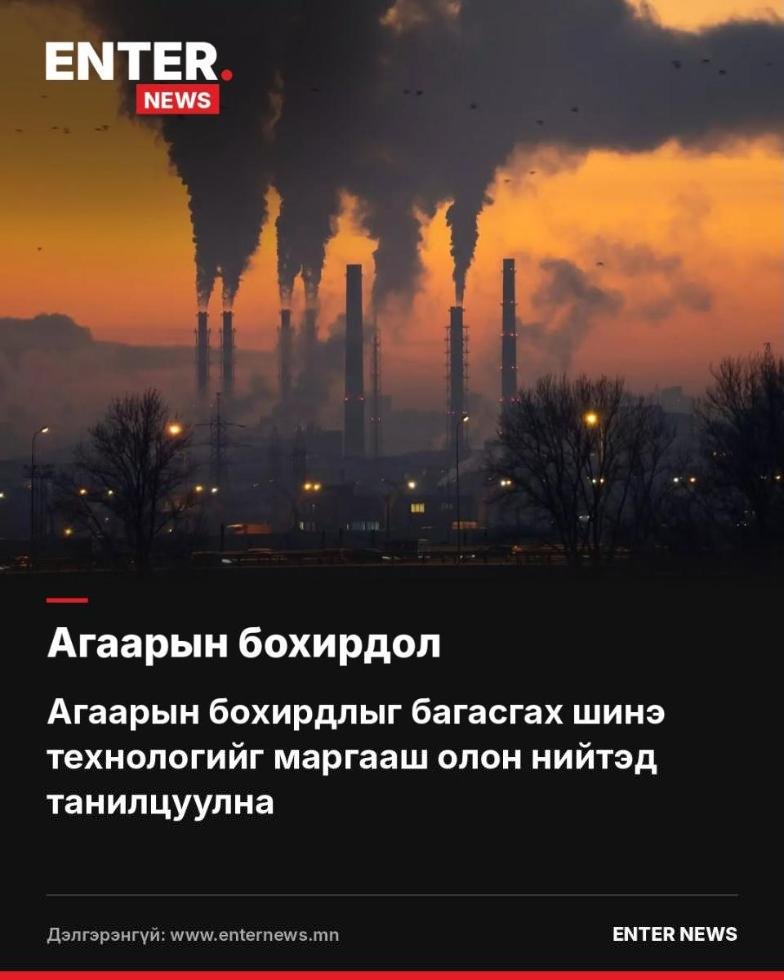 ENTER.
NEWS
Агаарын бохирдол
Агаарын бохирдлыг багасгах шинэ
технологийг маргааш олон нийтэд
танилцуулна
Дэлгэрэнгүй: www.enternews.mn
ENTER NEWS